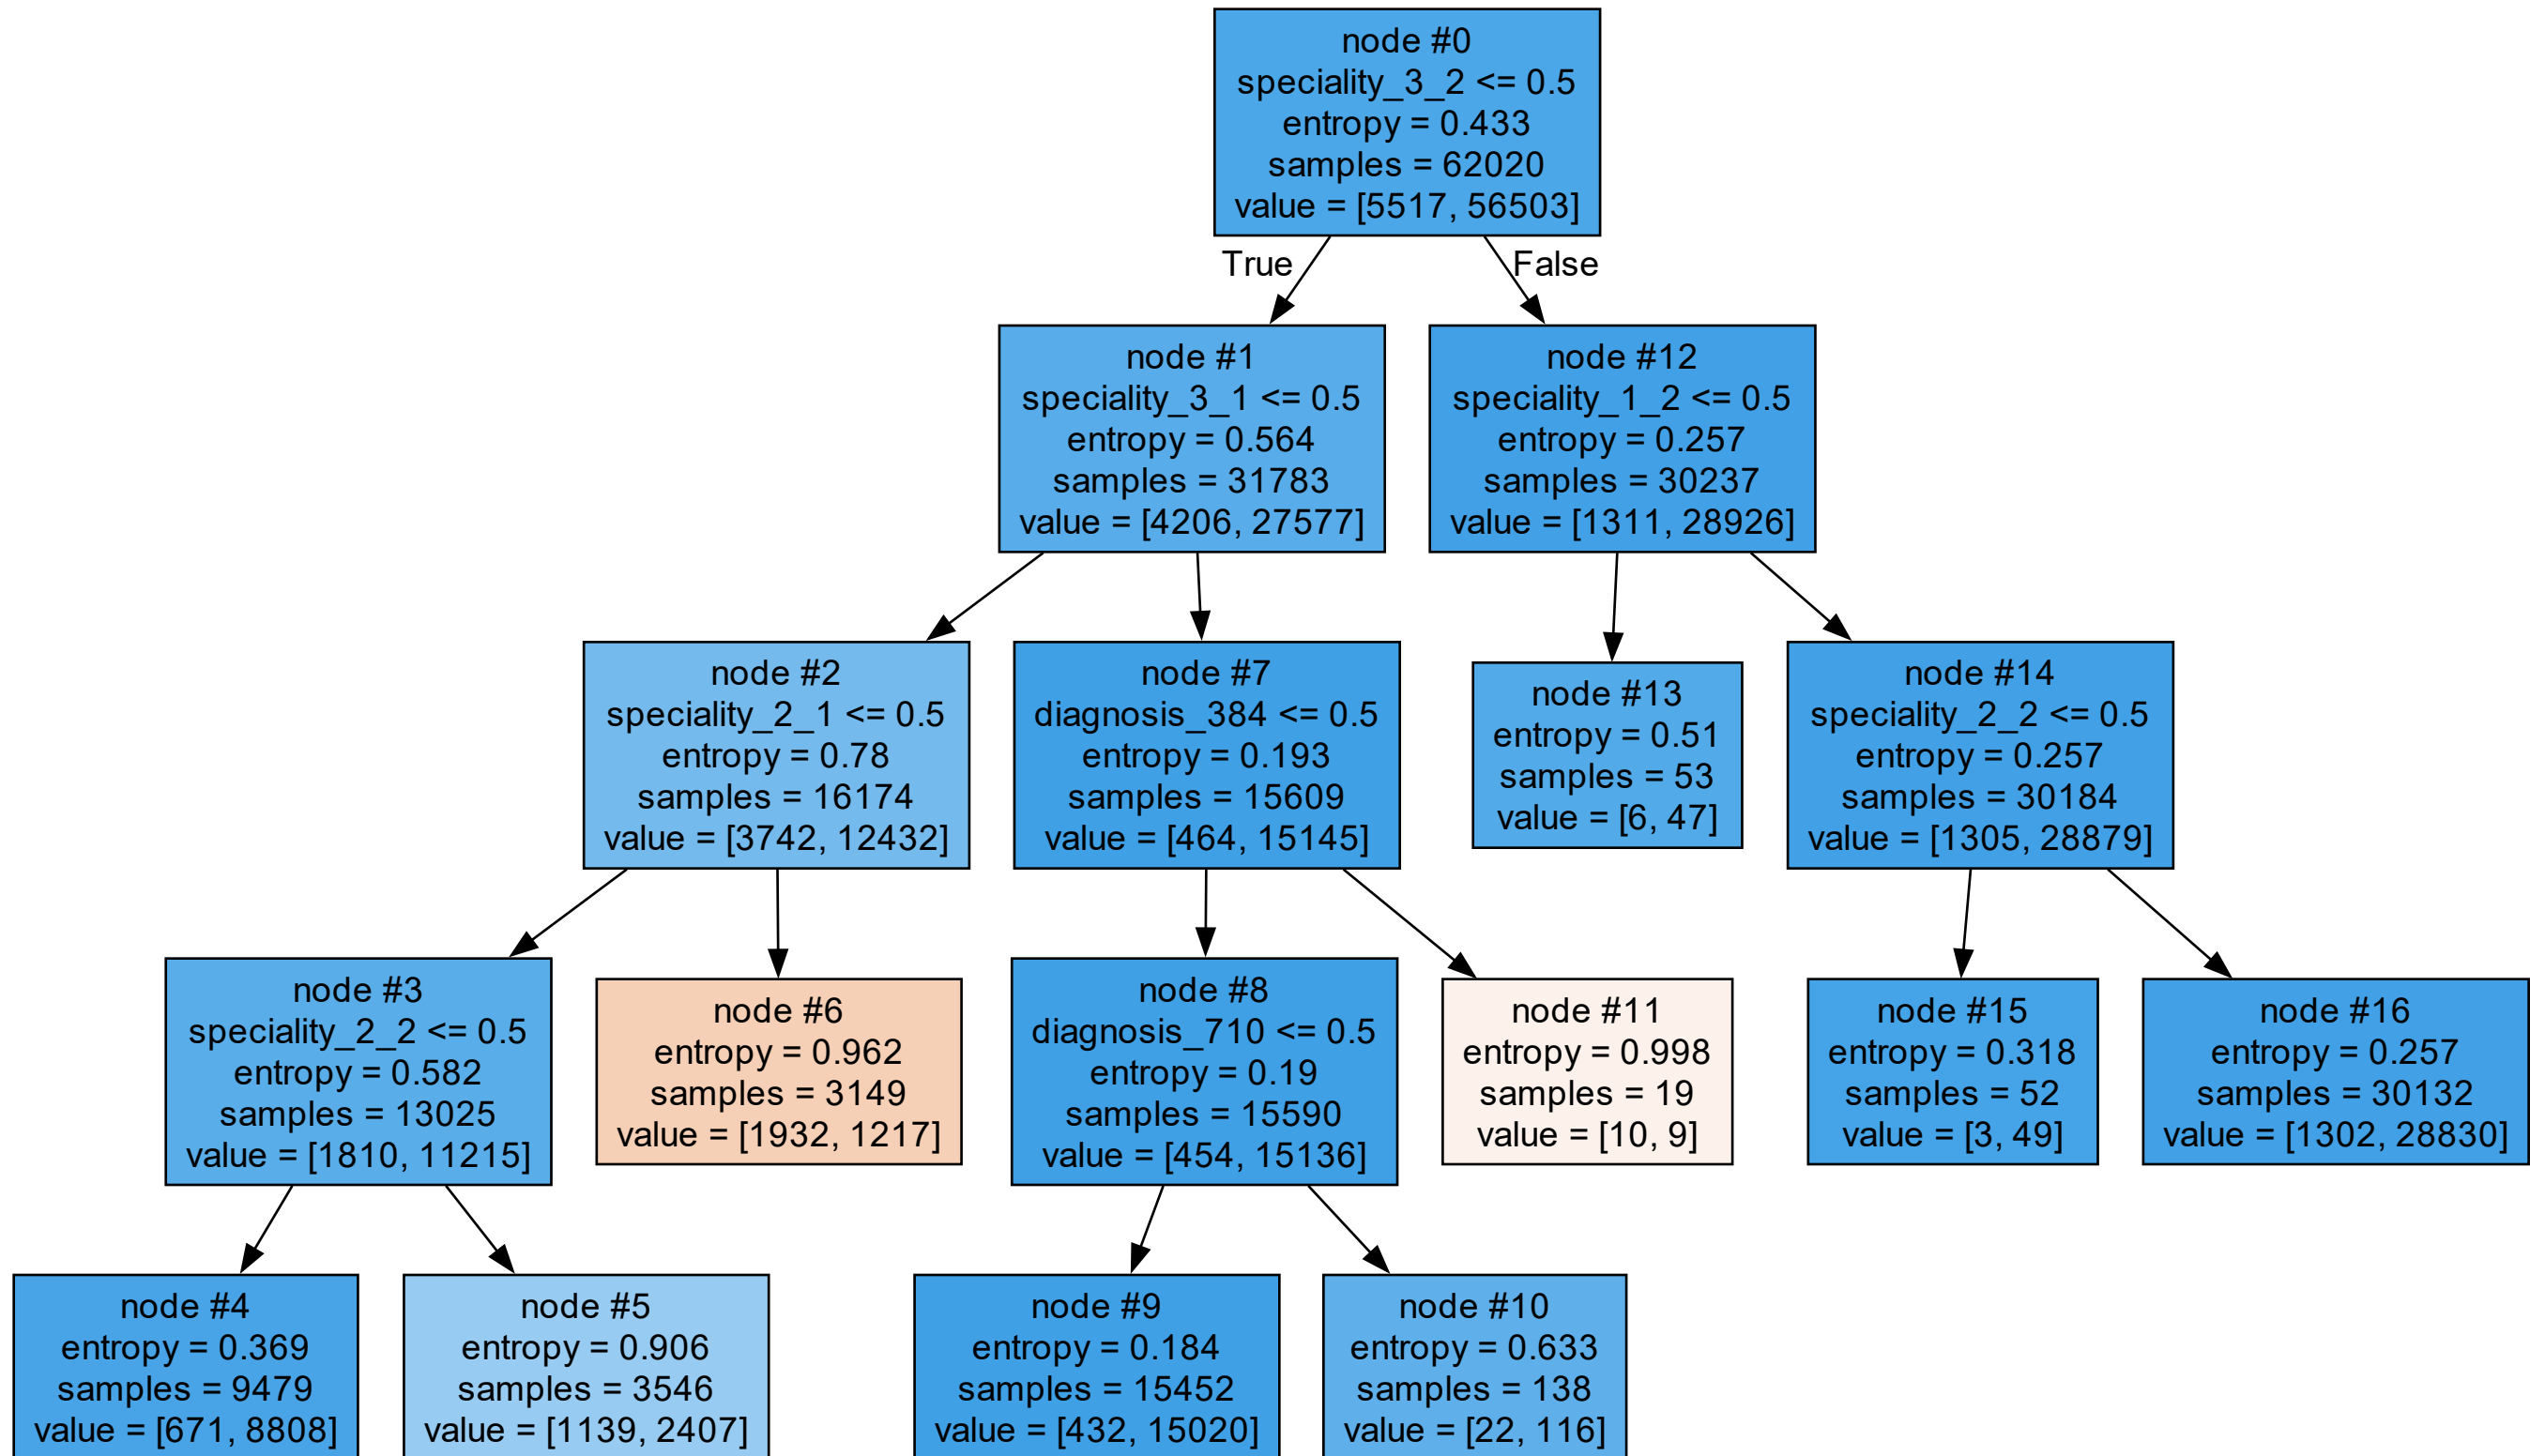 node #0
speciality_3_2 <= 0.5
entropy = 0.433
samples = 62020
value = [5517, 56503]
True
False
node #1
speciality_3_1 <= 0.5
entropy = 0.564
samples = 31783
value = [4206, 27577]
node #12
speciality_1_2 <= 0.5
entropy = 0.257
samples = 30237
value = [1311, 28926]
node #2
speciality_2_1 <= 0.5
entropy = 0.78
samples = 16174
value = [3742, 12432]
node #7
diagnosis_384 <= 0.5
entropy = 0.193
samples = 15609
value = [464, 15145]
node #13
entropy = 0.51
samples = 53
value = [6, 47]
node #14
speciality_2_2 <= 0.5
entropy = 0.257
samples = 30184
value = [1305, 28879]
node #3
speciality_2_2 <= 0.5
entropy = 0.582
samples = 13025
value = [1810, 11215]
node #6
entropy = 0.962
samples = 3149
value = [1932, 1217]
node #8
diagnosis_710 <= 0.5
entropy = 0.19
samples = 15590
value = [454, 15136]
node #11
entropy = 0.998
samples = 19
value = [10, 9]
node #15
entropy = 0.318
samples = 52
value = [3, 49]
node #16
entropy = 0.257
samples = 30132
value = [1302, 28830]
node #4
entropy = 0.369
samples = 9479
value = [671, 8808]
node #5
entropy = 0.906
samples = 3546
value = [1139, 2407]
node #9
entropy = 0.184
samples = 15452
value = [432, 15020]
node #10
entropy = 0.633
samples = 138
value = [22, 116]